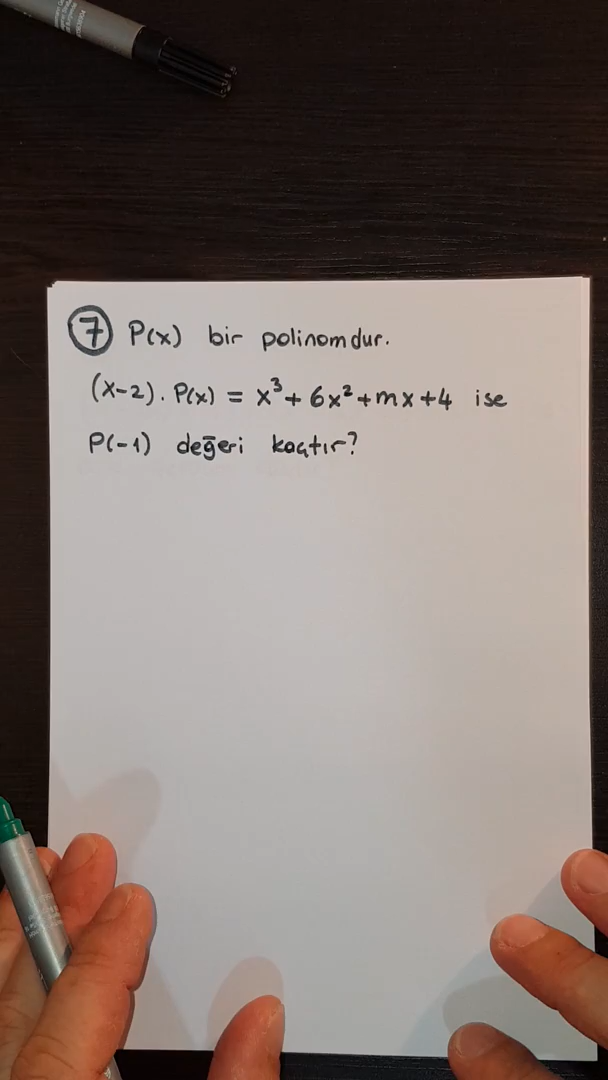 7 P(x) bir polinomdur.
(x-2). P(x) = x³+ 6x²+mx+4 ise
P(-1) değeri kaçtır?